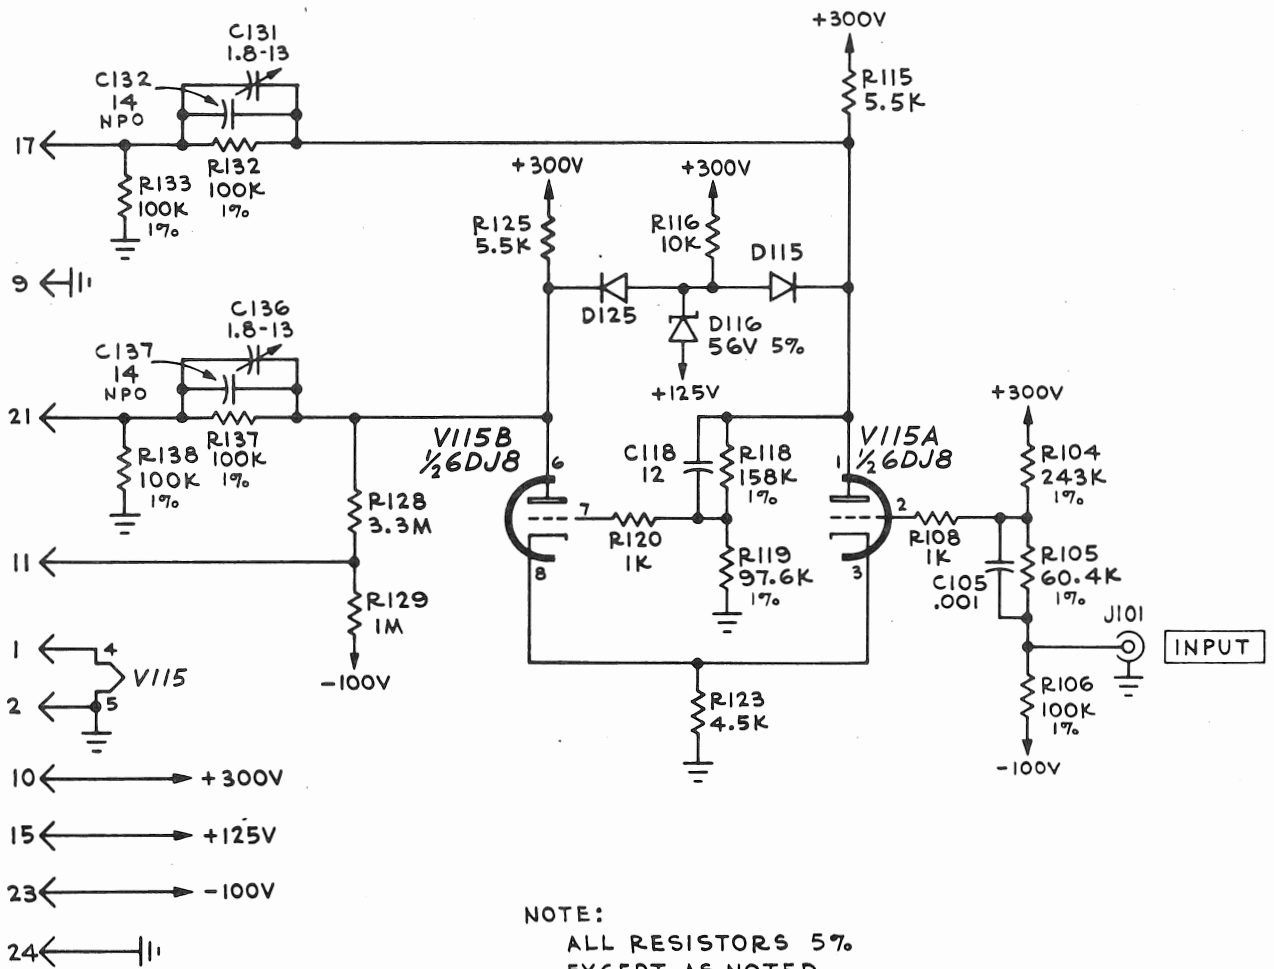 +300V
C131
1.8-13
C132
14
NPO
R115
5.5K
17
R133
100K
1%
R132
100K
1%
+300V
+300V
R125
5.5K
R116
10K
D115
9
D125
D116
56V 5%
+125V
C136
1.8-13
C137
14
NPO
+300V
21
R138
100K
1%
R137
100K
1%
V115B
½6DJ8
6
C118
12
R118
158K
1%
V115A
½6DJ8
1
R104
243K
1%
R128
3.3M
7
R120
1K
2
R108
1K
11
8
R119
97.6K
1%
3
C105
.001
R105
60.4K
1%
R129
1M
J101
INPUT
1
4
V115
-100V
2
5
R123
4.5K
R106
100K
1%
-100V
10
+300V
15
+125V
23
-100V
24
NOTE:
ALL RESISTORS 5%
EXCEPT AS NOTED